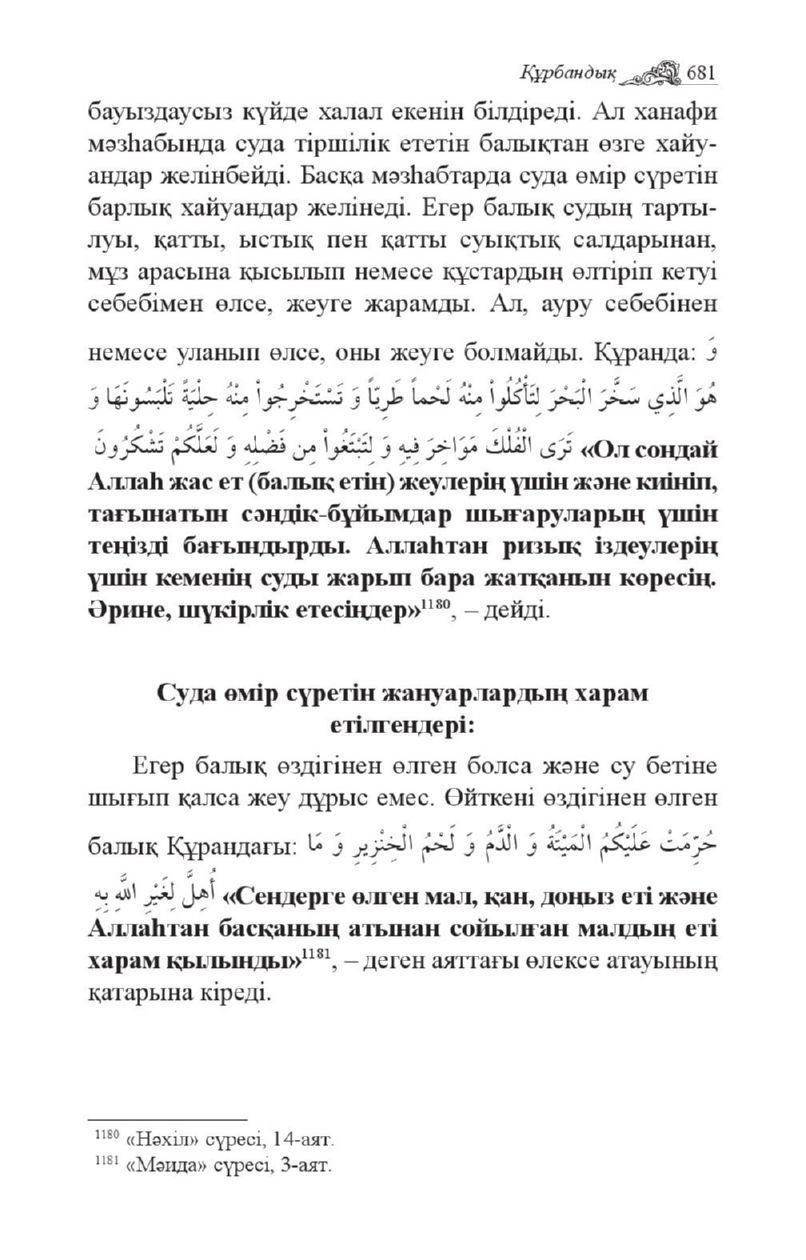 Құрбандық 681
бауыздаусыз күйде халал екенін білдіреді. Ал ханафи
мәзһабында суда тіршілік ететін балықтан өзге хайу-
андар желінбейді. Басқа мәзһабтарда суда өмір сүретін
барлық хайуандар желінеді. Егер балық судың тарты-
луы, қатты, ыстық пен қатты суықтық салдарынан,
мұз арасына қысылып немесе құстардың өлтіріп кетуі
себебімен өлсе, жеуге жарамды. Ал, ауру себебінен
немесе уланып өлсе, оны жеуге болмайды. Құранда: وَ
هُوَ الَّذِي سَخَّرَ الْبَحْرَ لِتَأْكُلُواْ مِنْهُ لَحْماً طَرِيّاً وَ تَسْتَخْرِجُواْ مِنْهُ حِلْيَةً تَلْبَسُونَهَا وَ
تَرَى الْفُلْكَ مَوَاخِرَ فِيهِ وَ لِتَبْتَغُواْ مِن فَضْلِهِ وَ لَعَلَّكُمْ تَشْكُرُونَ «Ол сондай
Аллаһ жас ет (балық етін) жеулерің үшін және киініп,
тағынатын сәндік-бұйымдар шығаруларың үшін
теңізді бағындырды. Аллаһтан ризық іздеулерің
үшін кеменің суды жарып бара жатқанын көресің.
Әрине, шүкірлік етесіңдер»¹¹⁸⁰, – дейді.
Суда өмір сүретін жануарлардың харам
етілгендері:
Егер балық өздігінен өлген болса және су бетіне
шығып қалса жеу дұрыс емес. Өйткені өздігінен өлген
балық Құрандағы: حُرِّمَتْ عَلَيْكُمُ الْمَيْتَةُ وَ الْدَّمُ وَ لَحْمُ الْخِنْزِيرِ وَ مَا
أُهِلَّ لِغَيْرِ اللَّهِ بِهِ «Сендерге өлген мал, қан, доңыз еті және
Аллаһтан басқаның атынан сойылған малдың еті
харам қылынды»¹¹⁸¹, – деген аяттағы өлексе атауының
қатарына кіреді.
¹¹⁸⁰ «Нәхіл» сүресі, 14-аят.
¹¹⁸¹ «Мәида» сүресі, 3-аят.